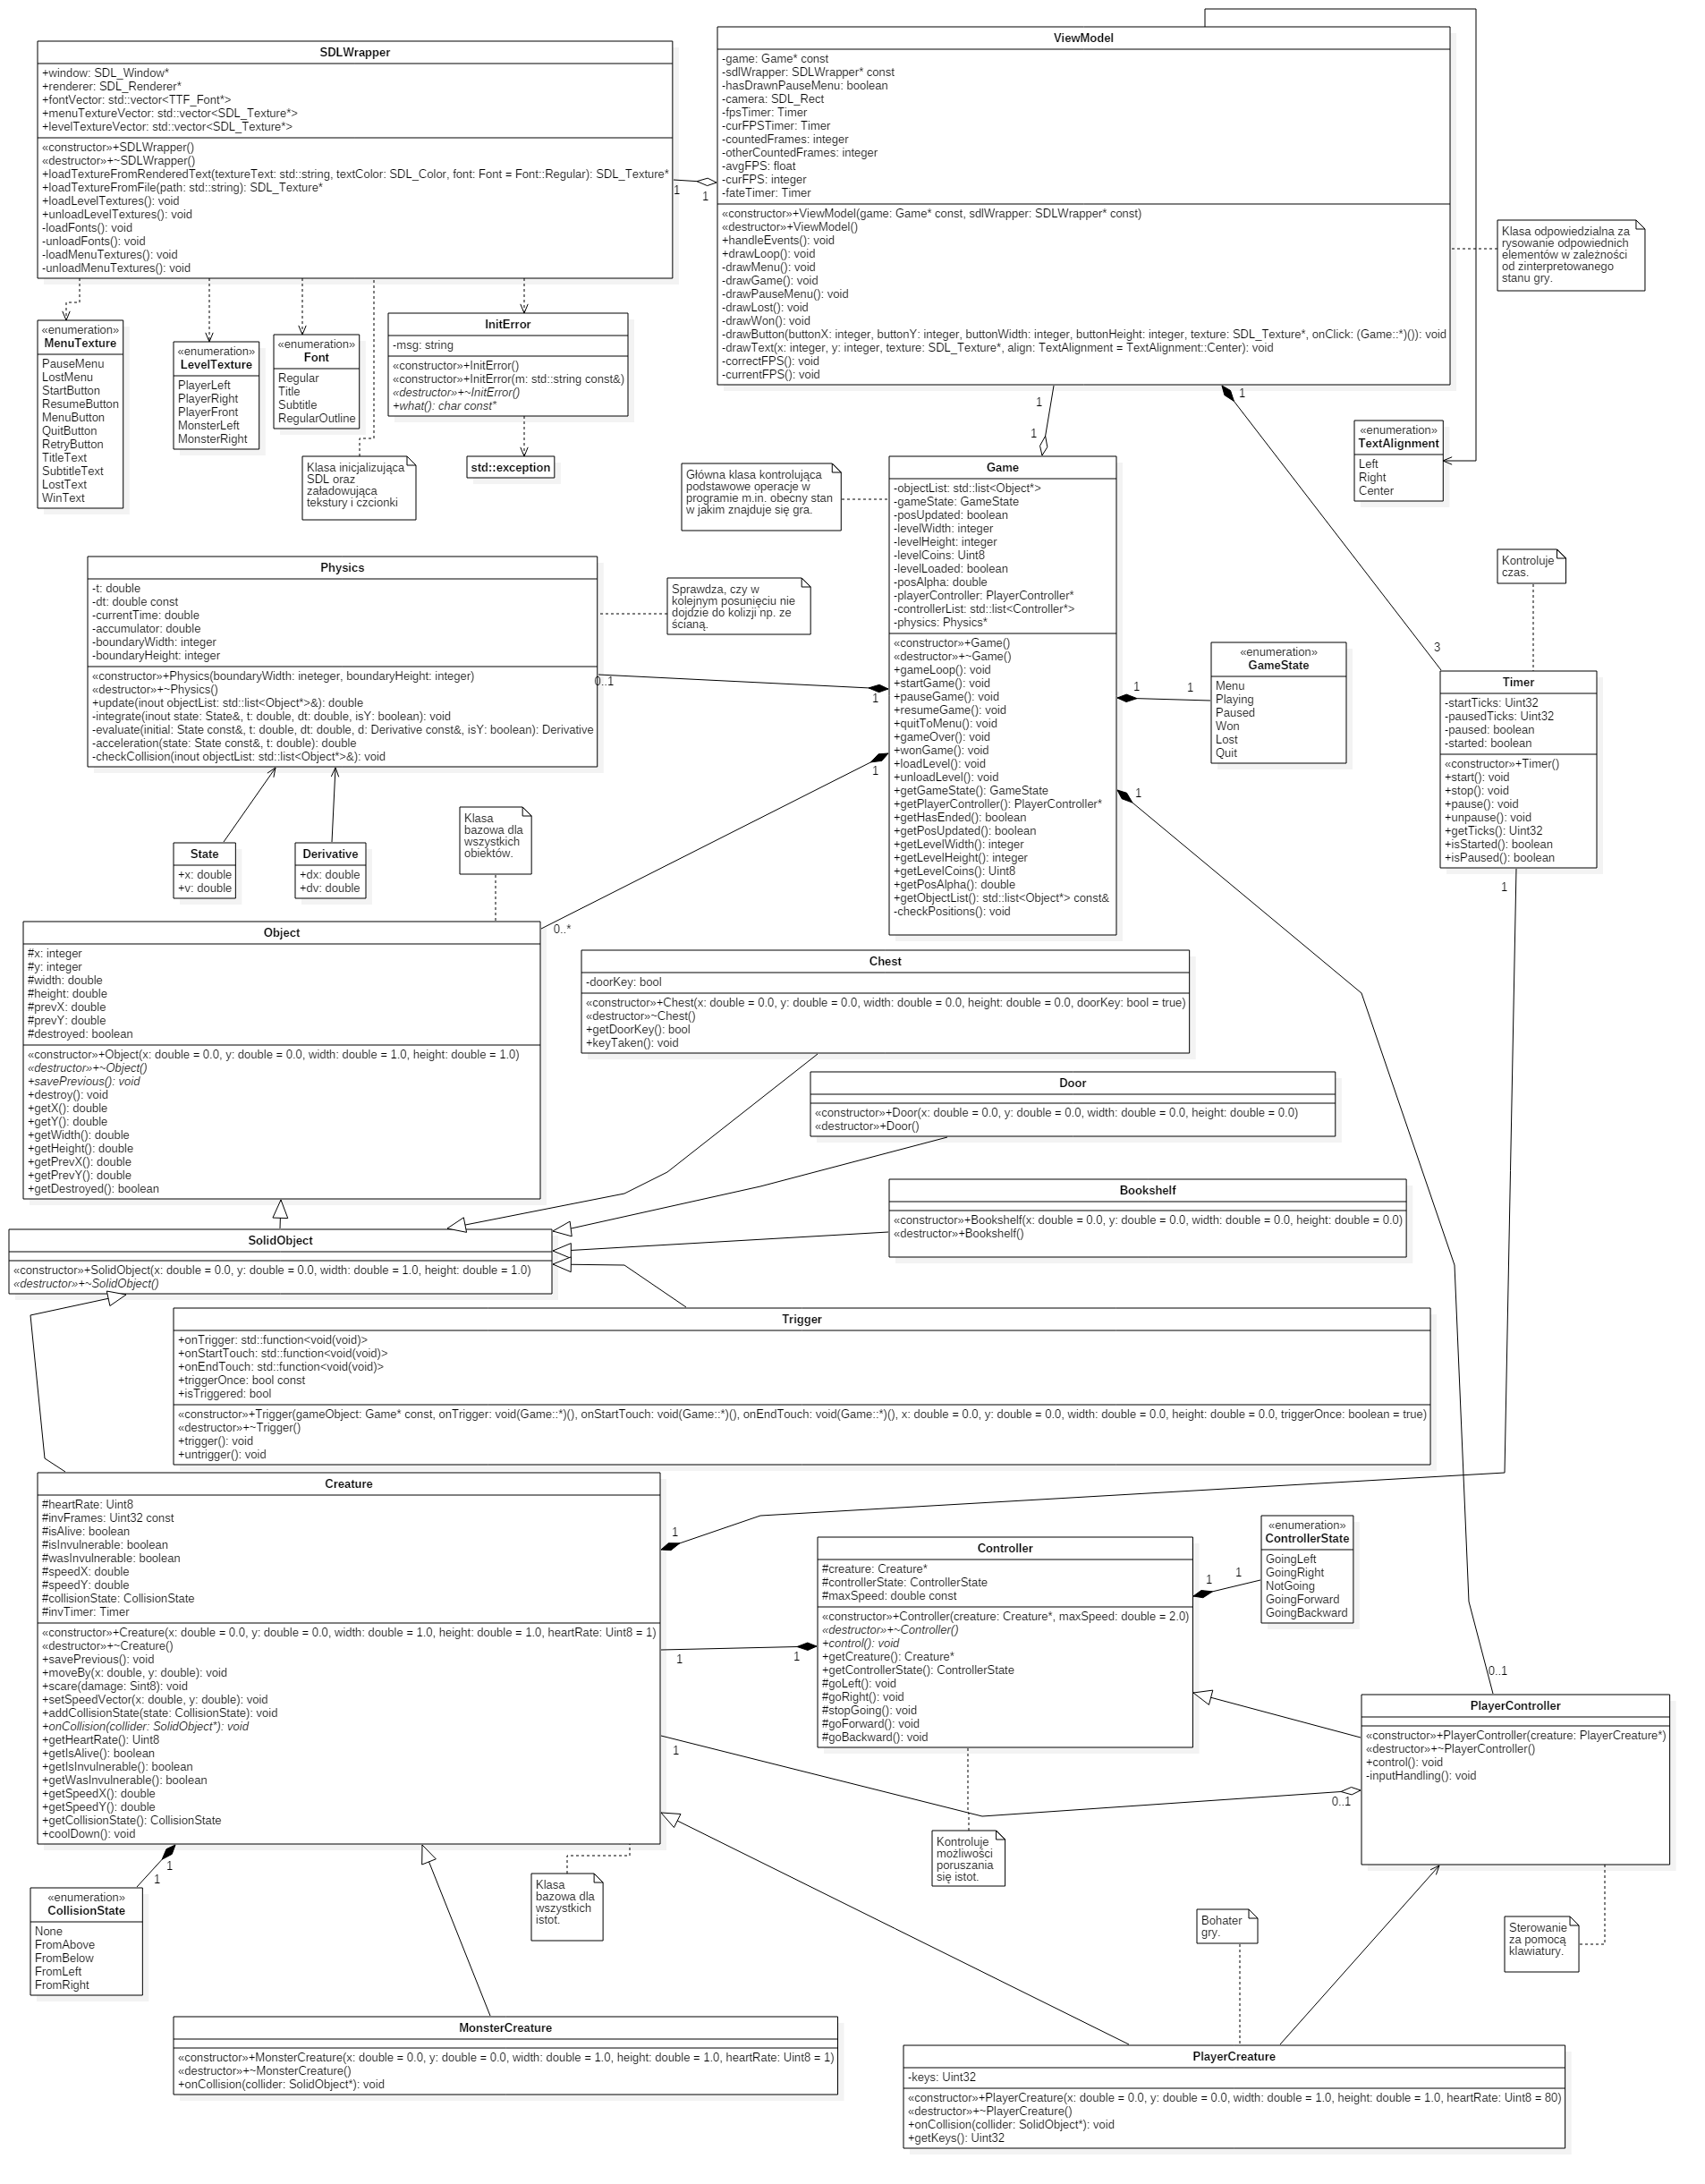 SDLWrapper
+window: SDL_Window*
+renderer: SDL_Renderer*
+fontVector: std::vector<TTF_Font*>
+menuTextureVector: std::vector<SDL_Texture*>
+levelTextureVector: std::vector<SDL_Texture*>
«constructor»+SDLWrapper()
«destructor»+~SDLWrapper()
+loadTextureFromRenderedText(textureText: std::string, textColor: SDL_Color, font: Font = Font::Regular): SDL_Texture*
+loadTextureFromFile(path: std::string): SDL_Texture*
+loadLevelTextures(): void
+unloadLevelTextures(): void
-loadFonts(): void
-unloadFonts(): void
-loadMenuTextures(): void
-unloadMenuTextures(): void
1
1
ViewModel
-game: Game* const
-sdlWrapper: SDLWrapper* const
-hasDrawnPauseMenu: boolean
-camera: SDL_Rect
-fpsTimer: Timer
-curFPSTimer: Timer
-countedFrames: integer
-otherCountedFrames: integer
-avgFPS: float
-curFPS: integer
-fateTimer: Timer
«constructor»+ViewModel(game: Game* const, sdlWrapper: SDLWrapper* const)
«destructor»+ViewModel()
+handleEvents(): void
+drawLoop(): void
-drawMenu(): void
-drawGame(): void
-drawPauseMenu(): void
-drawLost(): void
-drawWon(): void
-drawButton(buttonX: integer, buttonY: integer, buttonWidth: integer, buttonHeight: integer, texture: SDL_Texture*, onClick: (Game::*)()): void
-drawText(x: integer, y: integer, texture: SDL_Texture*, align: TextAlignment = TextAlignment::Center): void
-correctFPS(): void
-currentFPS(): void
Klasa odpowiedzialna za
rysowanie odpowiednich
elementów w zależności
od zinterpretowanego
stanu gry.
«enumeration»
MenuTexture
PauseMenu
LostMenu
StartButton
ResumeButton
MenuButton
QuitButton
RetryButton
TitleText
SubtitleText
LostText
WinText
«enumeration»
LevelTexture
PlayerLeft
PlayerRight
PlayerFront
MonsterLeft
MonsterRight
«enumeration»
Font
Regular
Title
Subtitle
RegularOutline
InitError
-msg: string
«constructor»+InitError()
«constructor»+InitError(m: std::string const&)
«destructor»+~InitError()
+what(): char const*
std::exception
Klasa inicjalizująca
SDL oraz
załadowująca
tekstury i czcionki
1
1
1
3
«enumeration»
TextAlignment
Left
Right
Center
Główna klasa kontrolująca
podstawowe operacje w
programie m.in. obecny stan
w jakim znajduje się gra.
Game
-objectList: std::list<Object*>
-gameState: GameState
-posUpdated: boolean
-levelWidth: integer
-levelHeight: integer
-levelCoins: Uint8
-levelLoaded: boolean
-posAlpha: double
-playerController: PlayerController*
-controllerList: std::list<Controller*>
-physics: Physics*
«constructor»+Game()
«destructor»+~Game()
+gameLoop(): void
+startGame(): void
+pauseGame(): void
+resumeGame(): void
+quitToMenu(): void
+gameOver(): void
+wonGame(): void
+loadLevel(): void
+unloadLevel(): void
+getGameState(): GameState
+getPlayerController(): PlayerController*
+getHasEnded(): boolean
+getPosUpdated(): boolean
+getLevelWidth(): integer
+getLevelHeight(): integer
+getLevelCoins(): Uint8
+getPosAlpha(): double
+getObjectList(): std::list<Object*> const&
-checkPositions(): void
Physics
-t: double
-dt: double const
-currentTime: double
-accumulator: double
-boundaryWidth: integer
-boundaryHeight: integer
«constructor»+Physics(boundaryWidth: ineteger, boundaryHeight: integer)
«destructor»+~Physics()
+update(inout objectList: std::list<Object*>&): double
-integrate(inout state: State&, t: double, dt: double, isY: boolean): void
-evaluate(initial: State const&, t: double, dt: double, d: Derivative const&, isY: boolean): Derivative
-acceleration(state: State const&, t: double): double
-checkCollision(inout objectList: std::list<Object*>&): void
Sprawdza, czy w
kolejnym posunięciu nie
dojdzie do kolizji np. ze
ścianą.
0..1
1
1
0..*
1
1
1
0..1
«enumeration»
GameState
Menu
Playing
Paused
Won
Lost
Quit
Kontroluje
czas.
Timer
-startTicks: Uint32
-pausedTicks: Uint32
-paused: boolean
-started: boolean
«constructor»+Timer()
+start(): void
+stop(): void
+pause(): void
+unpause(): void
+getTicks(): Uint32
+isStarted(): boolean
+isPaused(): boolean
1
1
State
+x: double
+v: double
Derivative
+dx: double
+dv: double
Klasa
bazowa dla
wszystkich
obiektów.
Object
#x: integer
#y: integer
#width: double
#height: double
#prevX: double
#prevY: double
#destroyed: boolean
«constructor»+Object(x: double = 0.0, y: double = 0.0, width: double = 1.0, height: double = 1.0)
«destructor»+~Object()
+savePrevious(): void
+destroy(): void
+getX(): double
+getY(): double
+getWidth(): double
+getHeight(): double
+getPrevX(): double
+getPrevY(): double
+getDestroyed(): boolean
Chest
-doorKey: bool
«constructor»+Chest(x: double = 0.0, y: double = 0.0, width: double = 0.0, height: double = 0.0, doorKey: bool = true)
«destructor»~Chest()
+getDoorKey(): bool
+keyTaken(): void
Door
«constructor»+Door(x: double = 0.0, y: double = 0.0, width: double = 0.0, height: double = 0.0)
«destructor»+Door()
Bookshelf
«constructor»+Bookshelf(x: double = 0.0, y: double = 0.0, width: double = 0.0, height: double = 0.0)
«destructor»+Bookshelf()
SolidObject
«constructor»+SolidObject(x: double = 0.0, y: double = 0.0, width: double = 1.0, height: double = 1.0)
«destructor»+~SolidObject()
Trigger
+onTrigger: std::function<void(void)>
+onStartTouch: std::function<void(void)>
+onEndTouch: std::function<void(void)>
+triggerOnce: bool const
+isTriggered: bool
«constructor»+Trigger(gameObject: Game* const, onTrigger: void(Game::*)(), onStartTouch: void(Game::*)(), onEndTouch: void(Game::*)(), x: double = 0.0, y: double = 0.0, width: double = 0.0, height: double = 0.0, triggerOnce: boolean = true)
«destructor»+~Trigger()
+trigger(): void
+untrigger(): void
Creature
#heartRate: Uint8
#invFrames: Uint32 const
#isAlive: boolean
#isInvulnerable: boolean
#wasInvulnerable: boolean
#speedX: double
#speedY: double
#collisionState: CollisionState
#invTimer: Timer
«constructor»+Creature(x: double = 0.0, y: double = 0.0, width: double = 1.0, height: double = 1.0, heartRate: Uint8 = 1)
«destructor»+~Creature()
+savePrevious(): void
+moveBy(x: double, y: double): void
+scare(damage: Sint8): void
+setSpeedVector(x: double, y: double): void
+addCollisionState(state: CollisionState): void
+onCollision(collider: SolidObject*): void
+getHeartRate(): Uint8
+getIsAlive(): boolean
+getIsInvulnerable(): boolean
+getWasInvulnerable(): boolean
+getSpeedX(): double
+getSpeedY(): double
+getCollisionState(): CollisionState
+coolDown(): void
Controller
#creature: Creature*
#controllerState: ControllerState
#maxSpeed: double const
«constructor»+Controller(creature: Creature*, maxSpeed: double = 2.0)
«destructor»+~Controller()
+control(): void
+getCreature(): Creature*
+getControllerState(): ControllerState
#goLeft(): void
#goRight(): void
#stopGoing(): void
#goForward(): void
#goBackward(): void
1
1
«enumeration»
ControllerState
GoingLeft
GoingRight
NotGoing
GoingForward
GoingBackward
1
1
1
0..1
PlayerController
«constructor»+PlayerController(creature: PlayerCreature*)
«destructor»+~PlayerController()
+control(): void
-inputHandling(): void
Kontroluje
możliwości
poruszania
się istot.
1
1
«enumeration»
CollisionState
None
FromAbove
FromBelow
FromLeft
FromRight
Klasa
bazowa dla
wszystkich
istot.
Bohater
gry.
Sterowanie
za pomocą
klawiatury.
MonsterCreature
«constructor»+MonsterCreature(x: double = 0.0, y: double = 0.0, width: double = 1.0, height: double = 1.0, heartRate: Uint8 = 1)
«destructor»+~MonsterCreature()
+onCollision(collider: SolidObject*): void
PlayerCreature
-keys: Uint32
«constructor»+PlayerCreature(x: double = 0.0, y: double = 0.0, width: double = 1.0, height: double = 1.0, heartRate: Uint8 = 80)
«destructor»+~PlayerCreature()
+onCollision(collider: SolidObject*): void
+getKeys(): Uint32